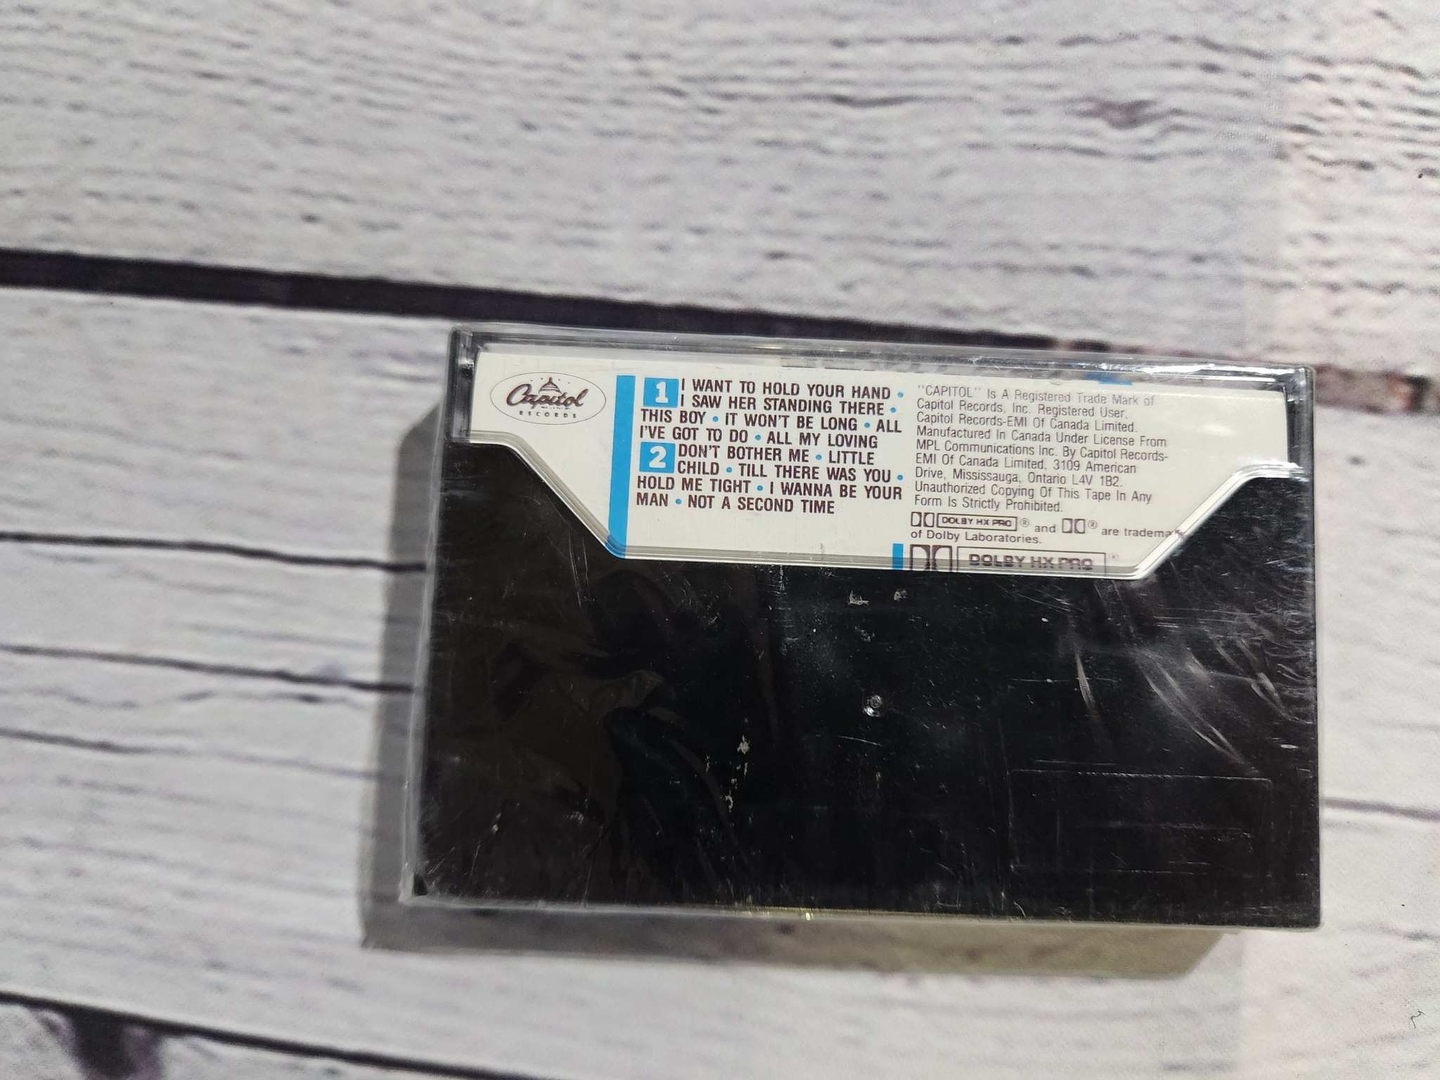 Capitol
RECORDS
1 I WANT TO HOLD YOUR HAND •
I SAW HER STANDING THERE •
THIS BOY • IT WON'T BE LONG • ALL
I'VE GOT TO DO • ALL MY LOVING
2 DON'T BOTHER ME • LITTLE
CHILD • TILL THERE WAS YOU •
HOLD ME TIGHT • I WANNA BE YOUR
MAN • NOT A SECOND TIME
"CAPITOL" Is A Registered Trade Mark of
Capitol Records, Inc. Registered User,
Capitol Records-EMI Of Canada Limited.
Manufactured In Canada Under License From
MPL Communications Inc. By Capitol Records-
EMI Of Canada Limited, 3109 American
Drive, Mississauga, Ontario L4V 1B2.
Unauthorized Copying Of This Tape In Any
Form Is Strictly Prohibited.
DOLBY HX PRO ® and ® are tradema
of Dolby Laboratories.
DOLBY HX PRO